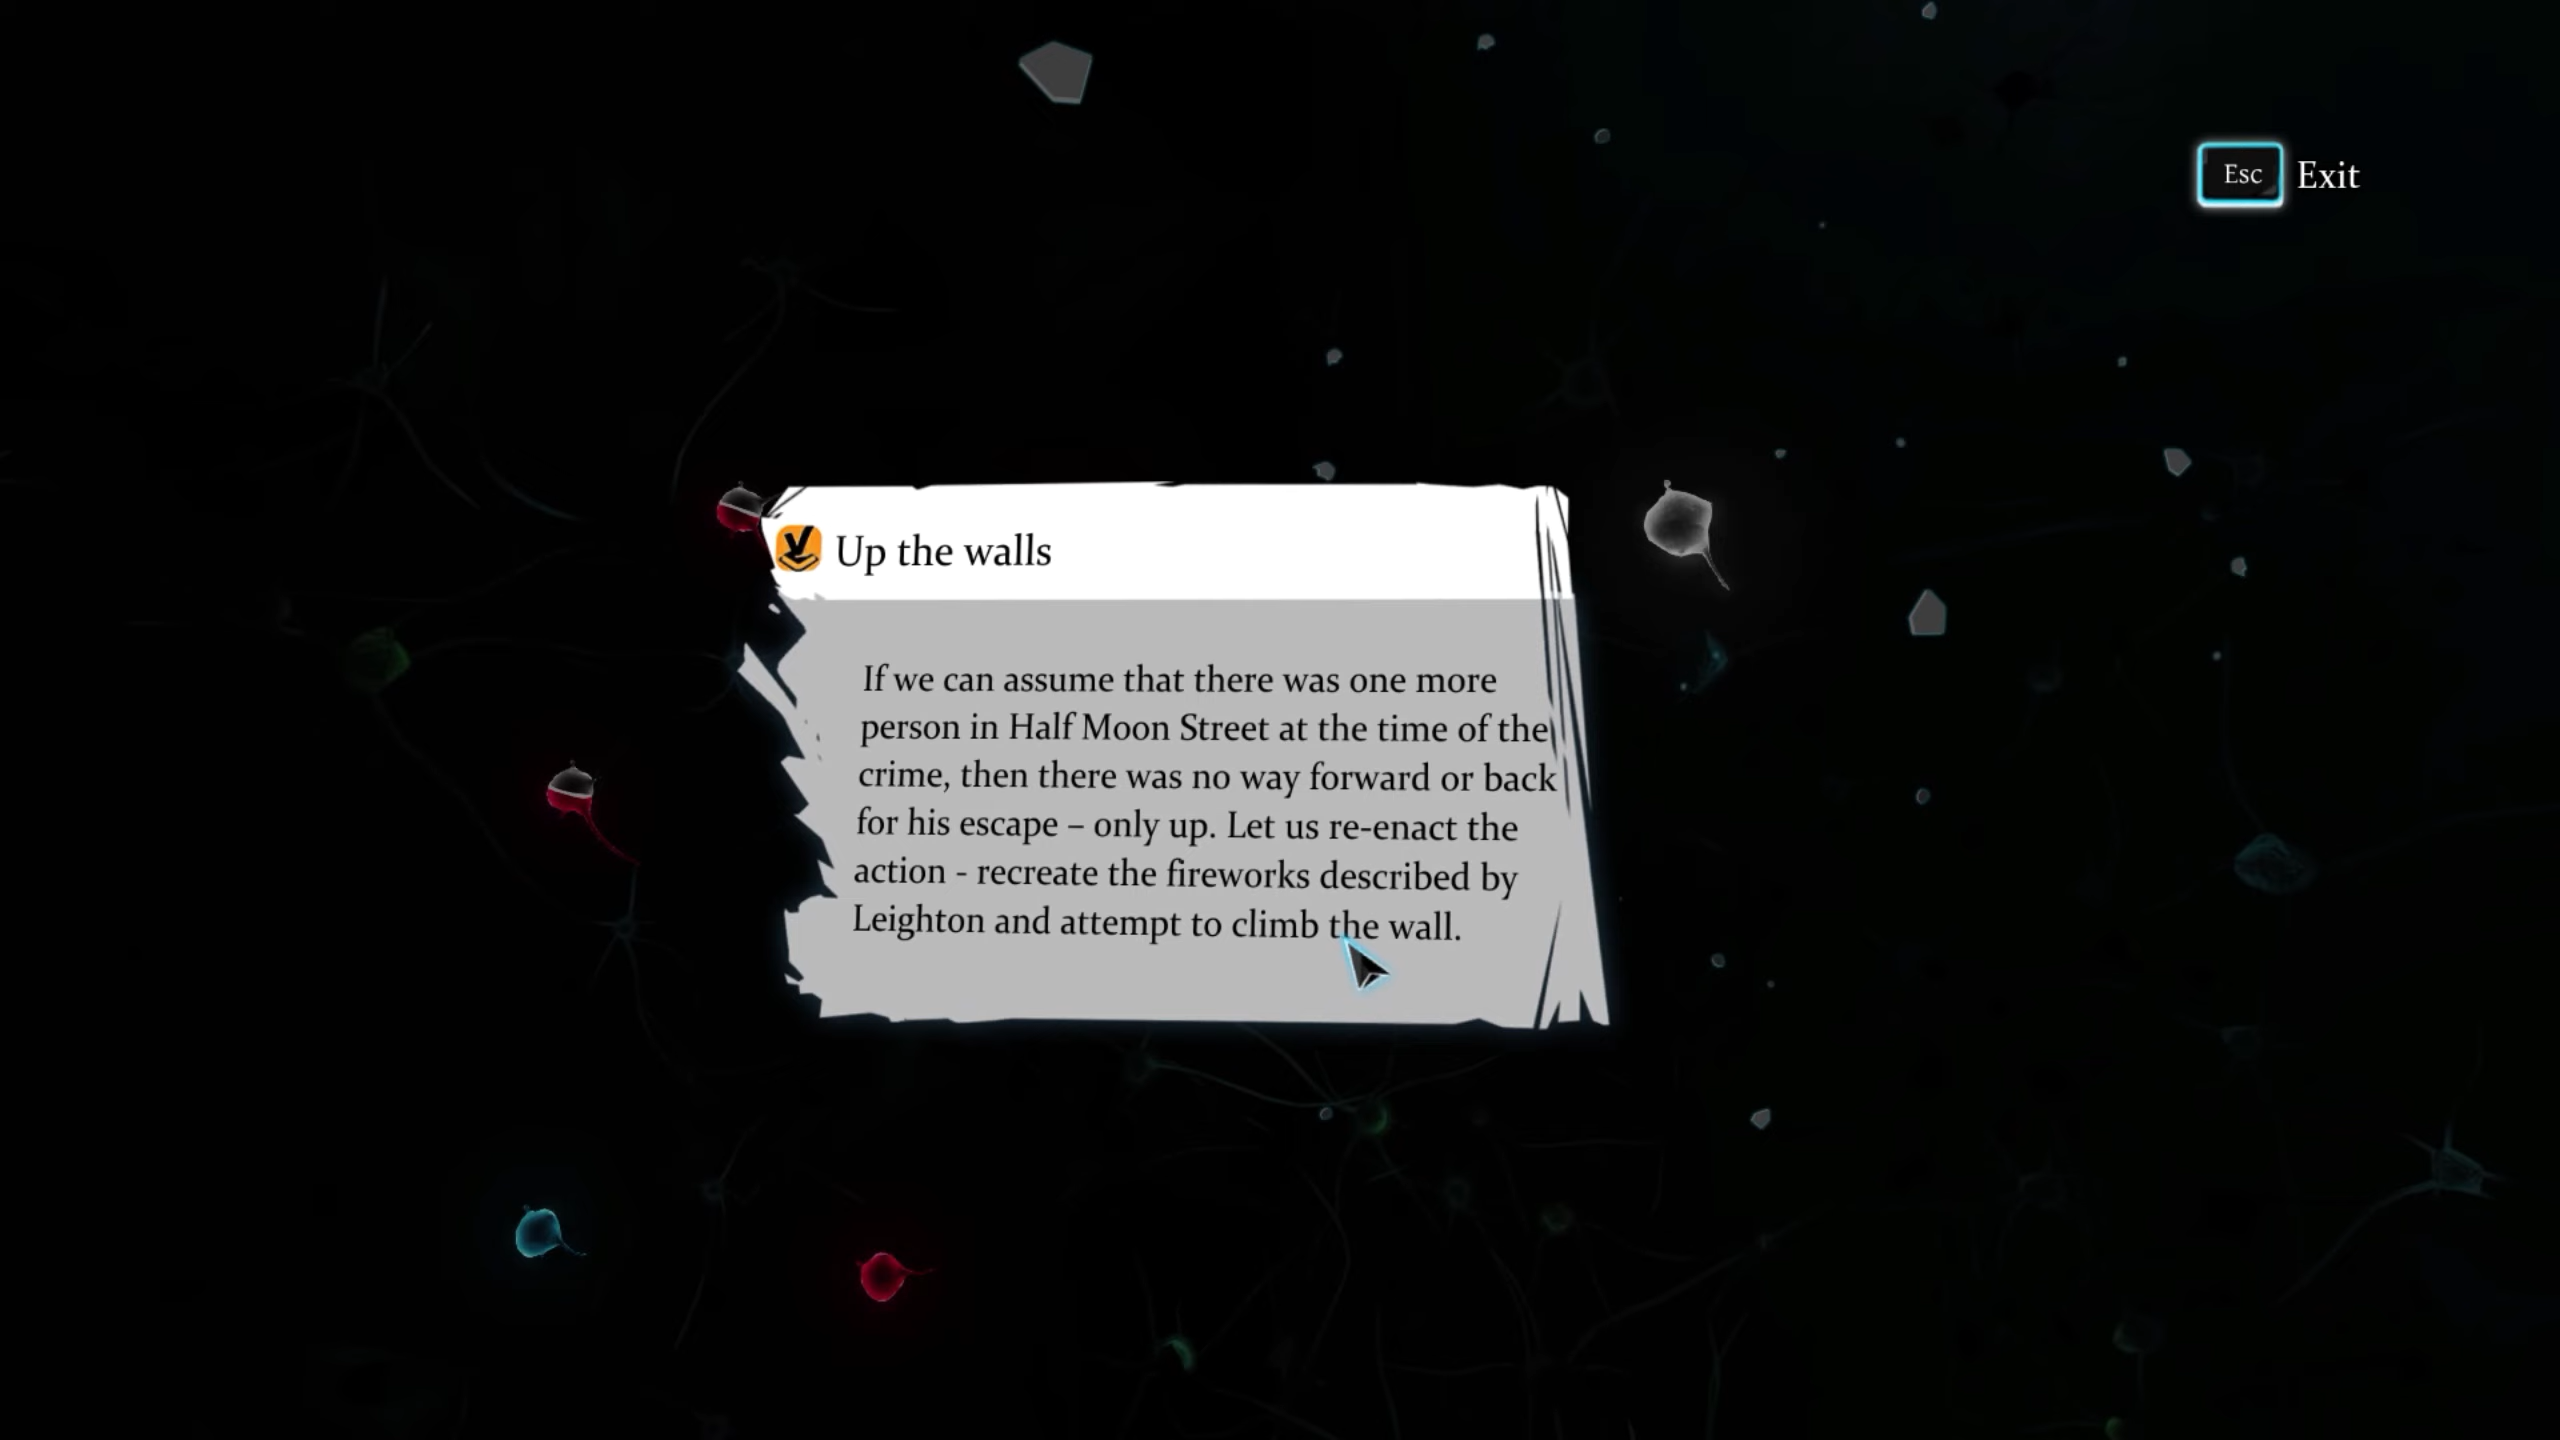 Esc Exit
Up the walls
If we can assume that there was one more
person in Half Moon Street at the time of the
crime, then there was no way forward or back
for his escape – only up. Let us re-enact the
action - recreate the fireworks described by
Leighton and attempt to climb the wall.